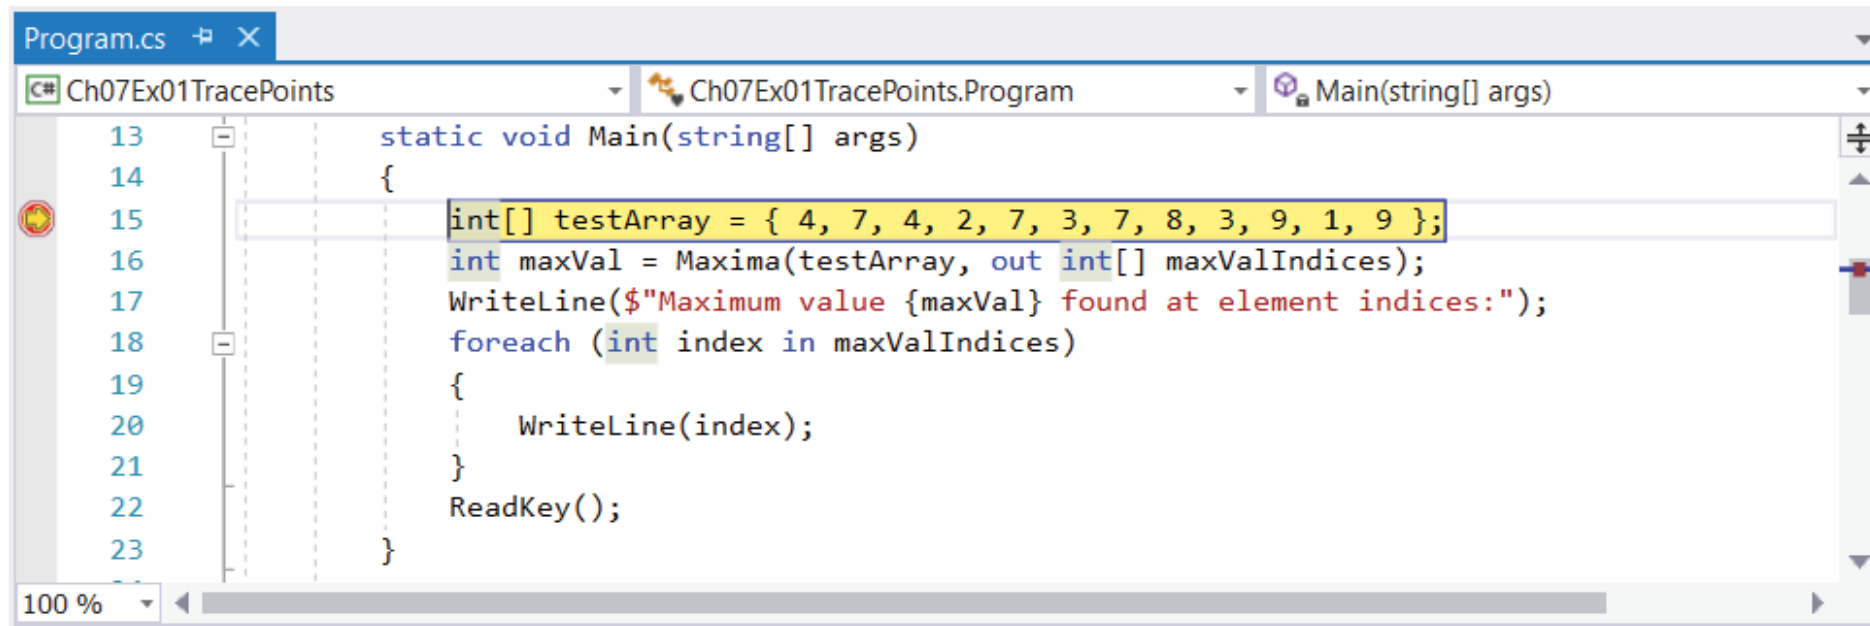 Program.cs
C# Ch07Ex01TracePoints Ch07Ex01TracePoints.Program Main(string[] args)
13 static void Main(string[] args)
14 {
15 int[] testArray = { 4, 7, 4, 2, 7, 3, 7, 8, 3, 9, 1, 9 };
16 int maxVal = Maxima(testArray, out int[] maxValIndices);
17 WriteLine($"Maximum value {maxVal} found at element indices:");
18 foreach (int index in maxValIndices)
19 {
20 WriteLine(index);
21 }
22 ReadKey();
23 }
100 %